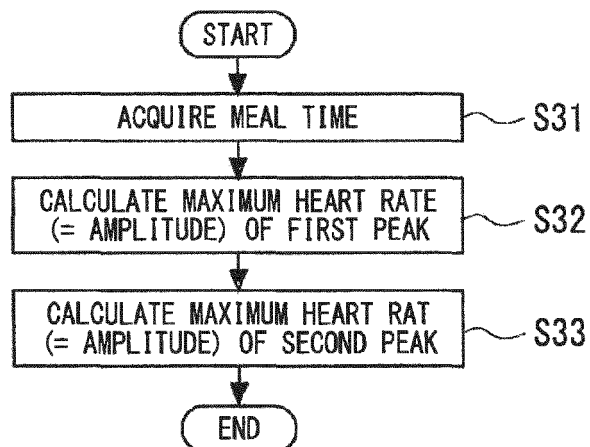 START
ACQUIRE MEAL TIME
S31
CALCULATE MAXIMUM HEART RATE
(= AMPLITUDE) OF FIRST PEAK
S32
CALCULATE MAXIMUM HEART RAT
(= AMPLITUDE) OF SECOND PEAK
S33
END